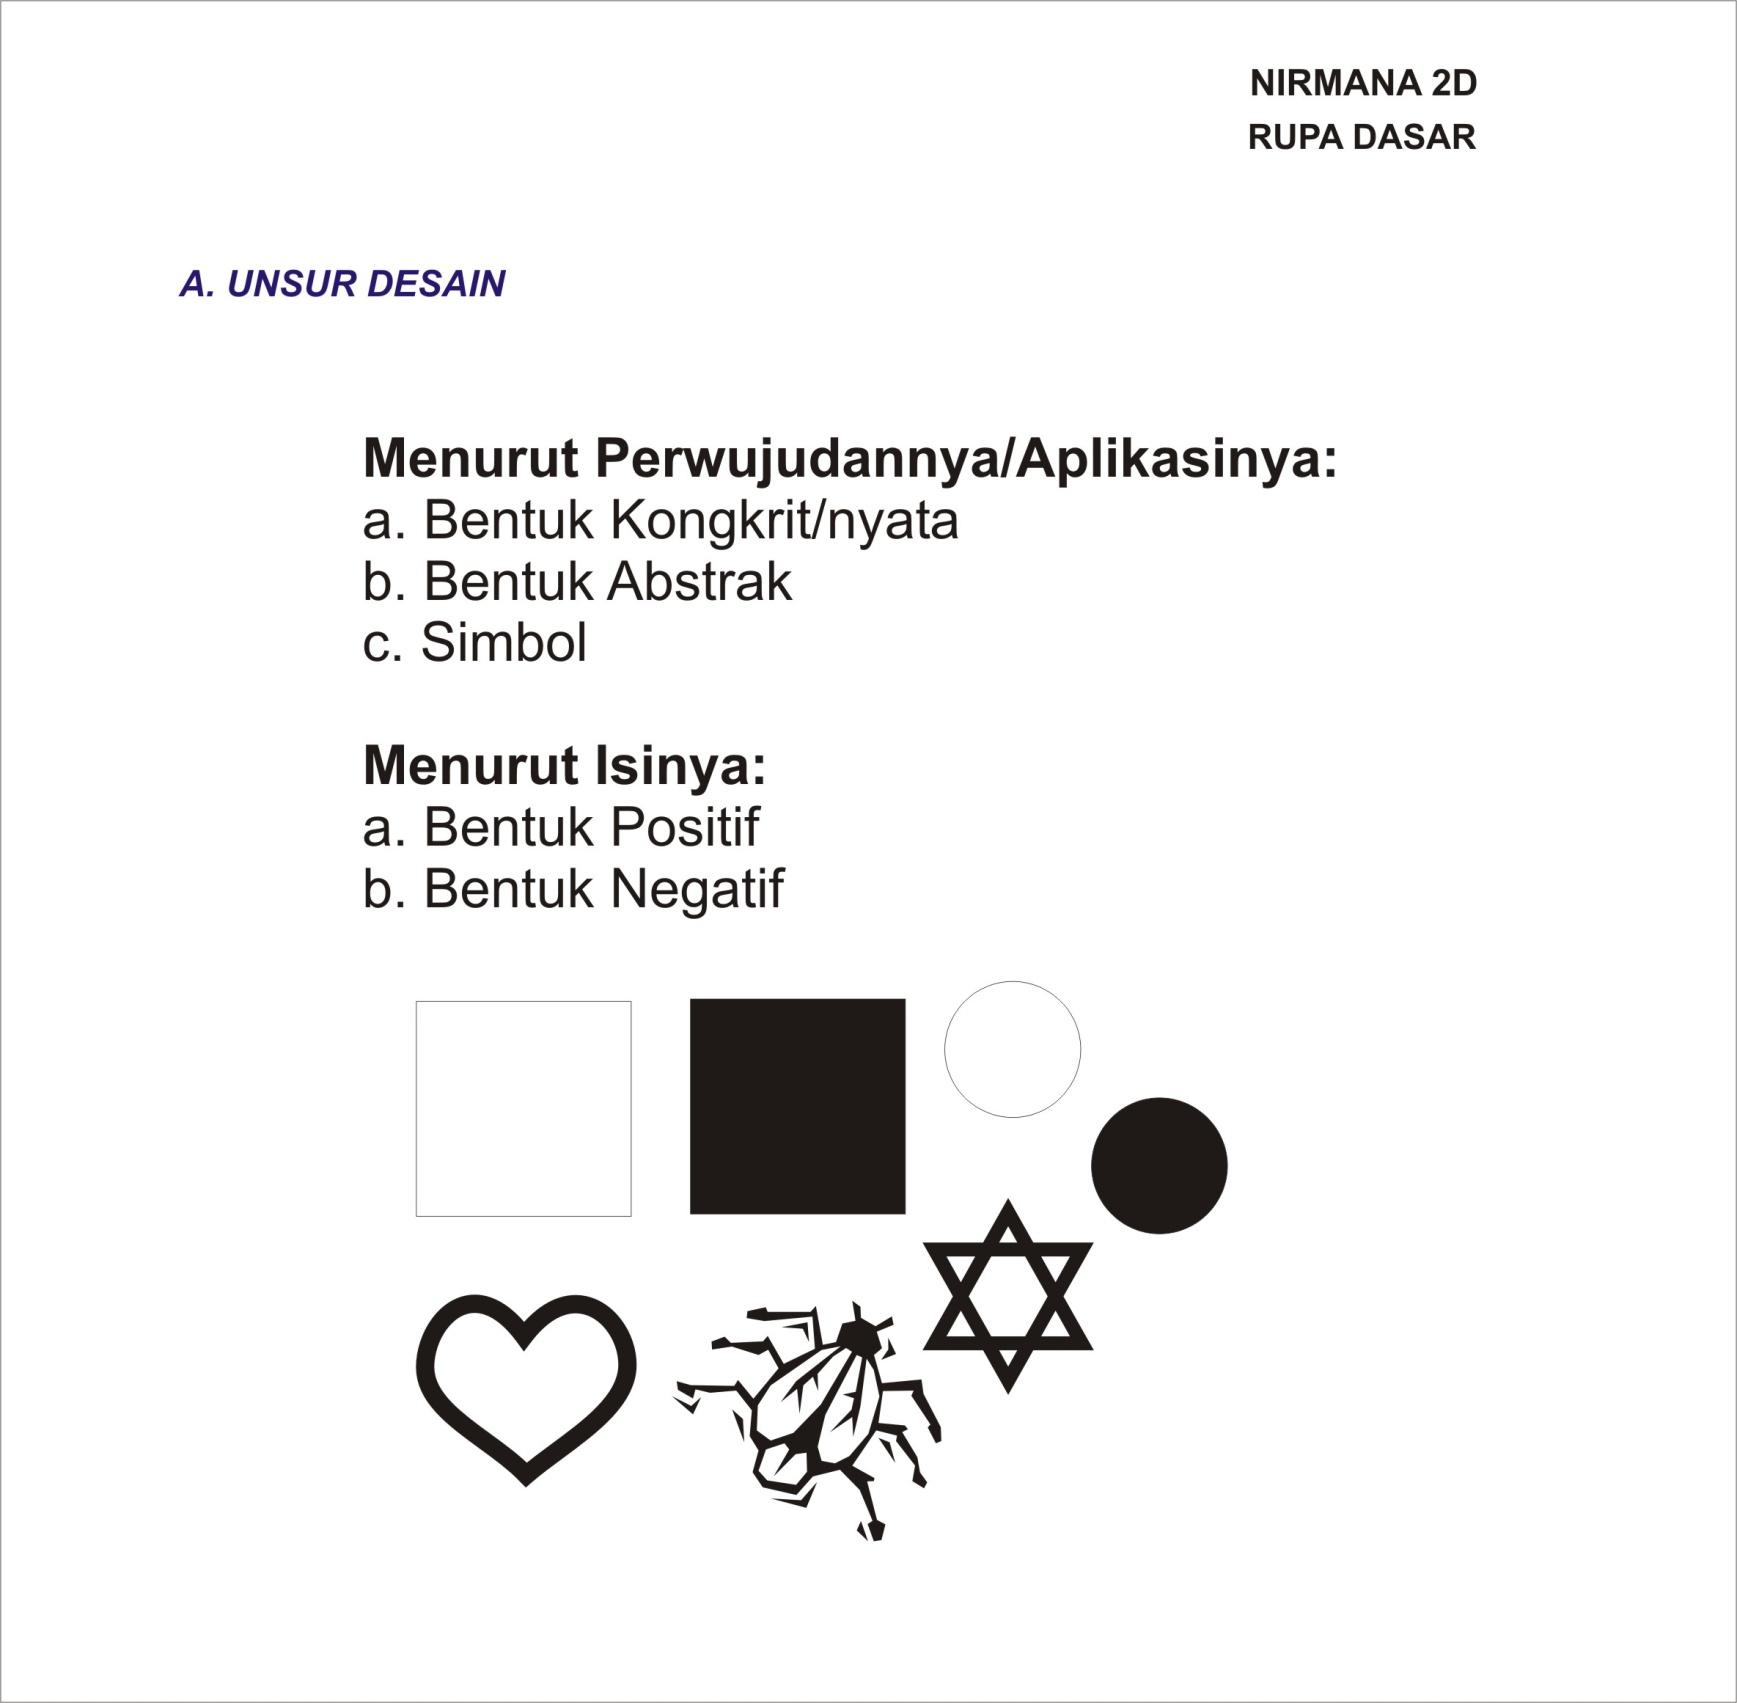 NIRMANA 2D
RUPA DASAR
A. UNSUR DESAIN
Menurut Perwujudannya/Aplikasinya:
a. Bentuk Kongkrit/nyata
b. Bentuk Abstrak
c. Simbol
Menurut Isinya:
a. Bentuk Positif
b. Bentuk Negatif